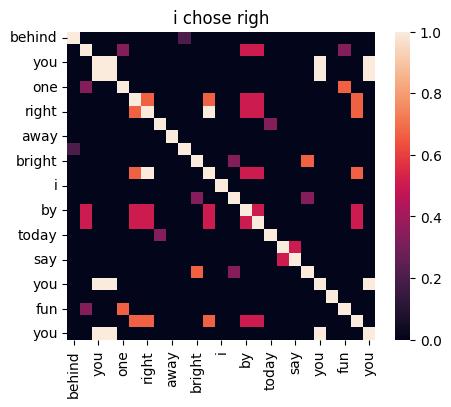 i chose righ
behind
you
one
right
away
bright
i
by
today
say
you
fun
you
behind
you
one
right
away
bright
i
by
today
say
you
fun
you
1.0
0.8
0.6
0.4
0.2
0.0